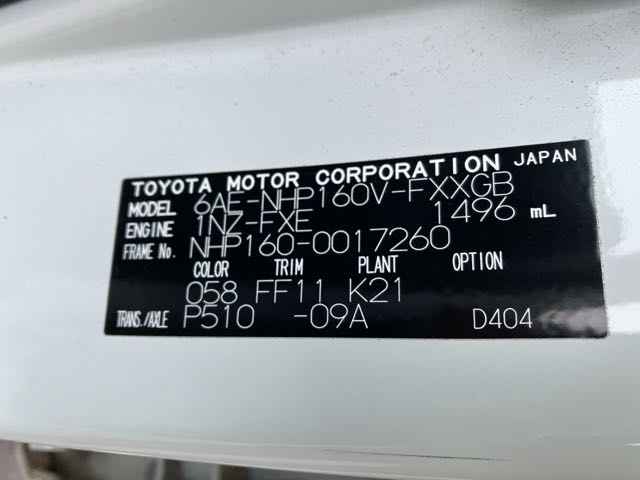 TOYOTA MOTOR CORPORATION JAPAN
MODEL 6AE-NHP160V-FXXGB
ENGINE 1NZ-FXE 1496 mL
FRAME No. NHP160-0017260
COLOR TRIM PLANT OPTION
058 FF11 K21
TRANS./AXLE P510 -09A D404